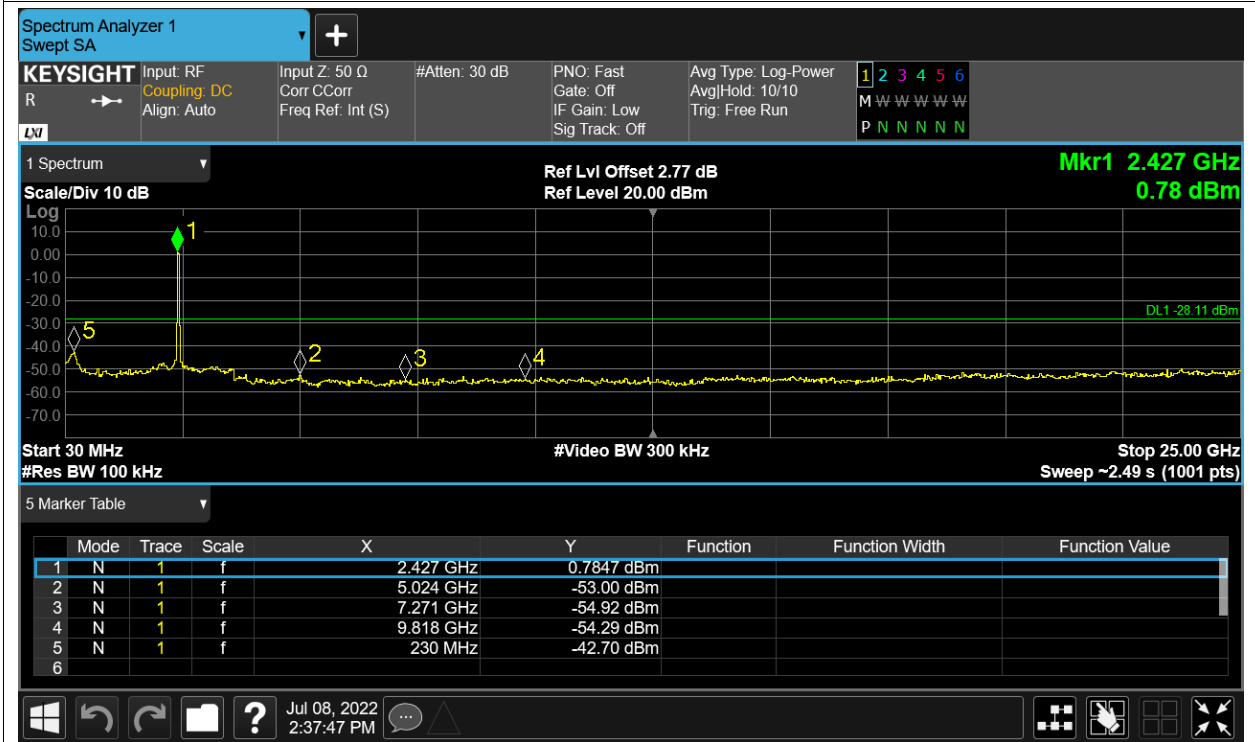 Spectrum Analyzer 1
Swept SA
+
KEYSIGHT
R
LXI
Input: RF
Coupling: DC
Align: Auto
Input Z: 50 Ω
Corr CCorr
Freq Ref: Int (S)
#Atten: 30 dB
PNO: Fast
Gate: Off
IF Gain: Low
Sig Track: Off
Avg Type: Log-Power
Avg|Hold: 10/10
Trig: Free Run
1 2 3 4 5 6
M W W W W W
P N N N N N
1 Spectrum
Scale/Div 10 dB
Ref Lvl Offset 2.77 dB
Ref Level 20.00 dBm
Mkr1 2.427 GHz
0.78 dBm
Log
10.0
0.00
-10.0
-20.0
-30.0
-40.0
-50.0
-60.0
-70.0
1
5
2
3
4
DL1 -28.11 dBm
Start 30 MHz
#Video BW 300 kHz
Stop 25.00 GHz
#Res BW 100 kHz
Sweep ~2.49 s (1001 pts)
5 Marker Table
Mode Trace Scale X Y Function Function Width Function Value
1 N 1 f 2.427 GHz 0.7847 dBm
2 N 1 f 5.024 GHz -53.00 dBm
3 N 1 f 7.271 GHz -54.92 dBm
4 N 1 f 9.818 GHz -54.29 dBm
5 N 1 f 230 MHz -42.70 dBm
6
?
Jul 08, 2022
2:37:47 PM